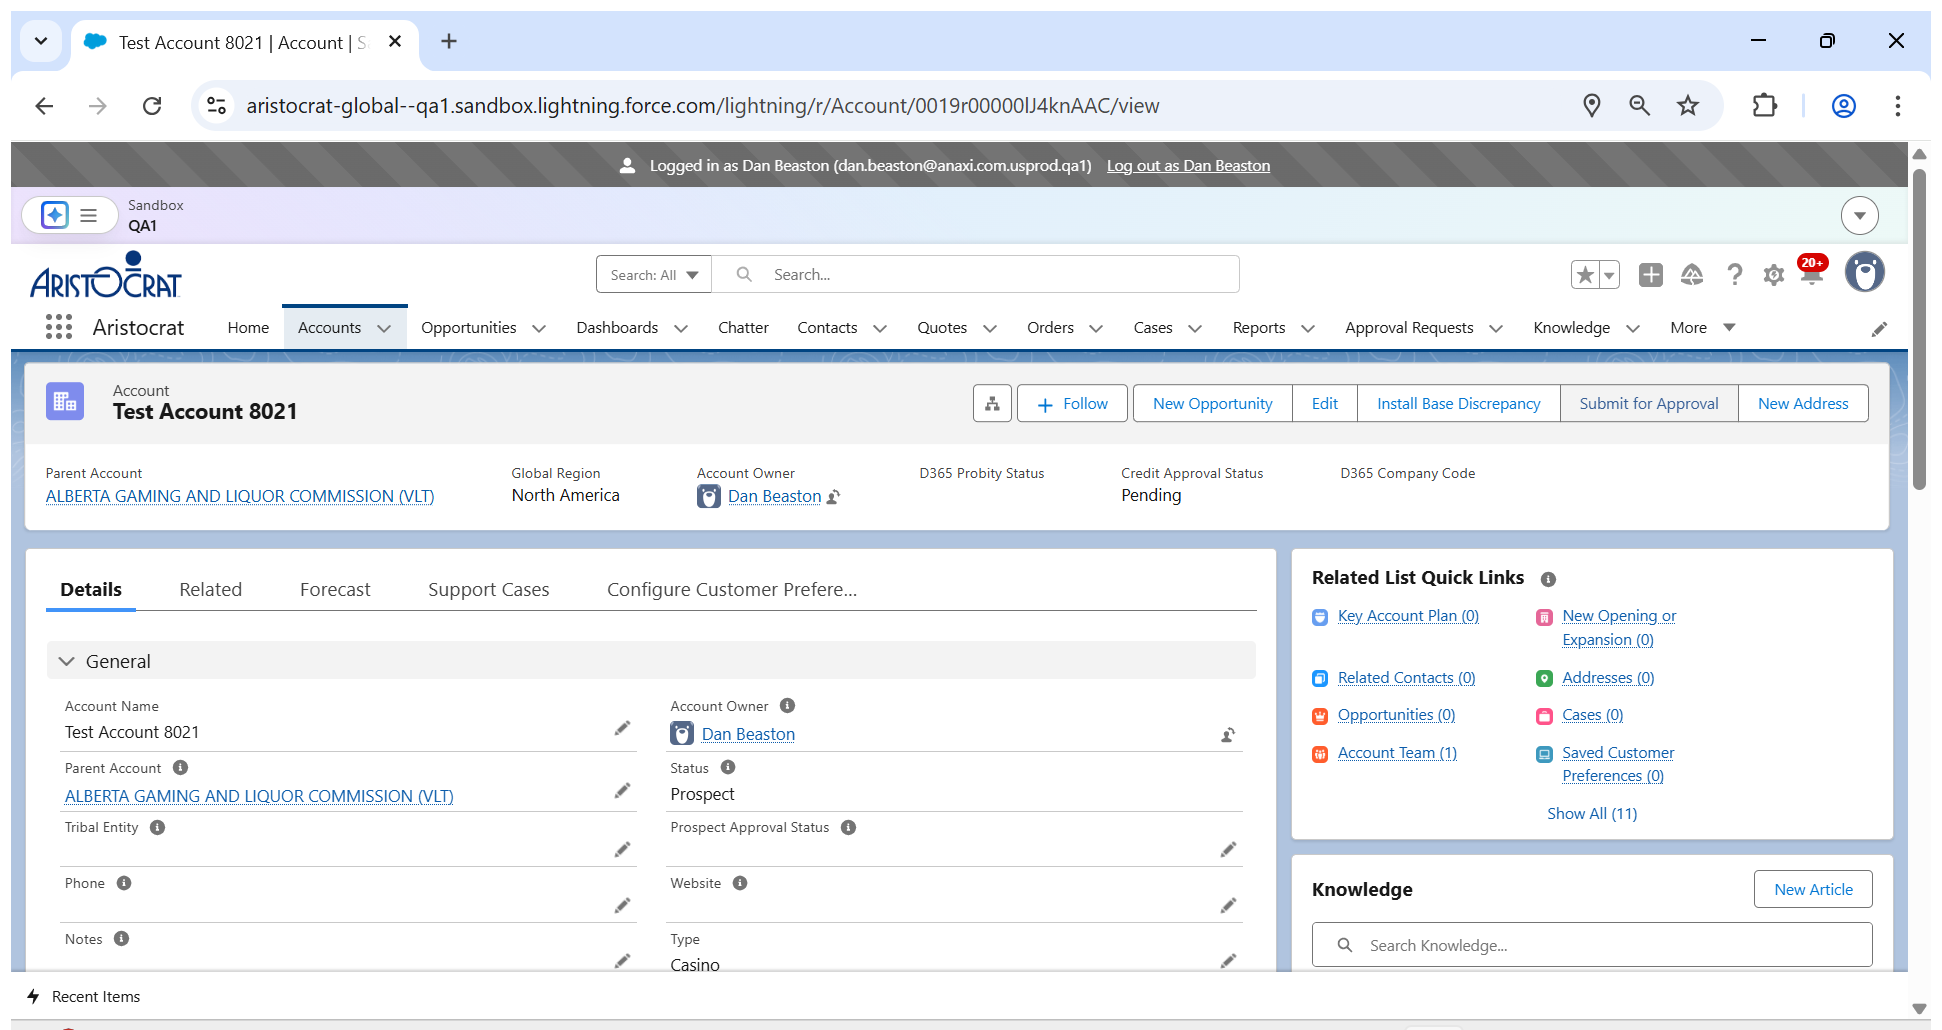 Test Account 8021 | Account | S
aristocrat-global--qa1.sandbox.lightning.force.com/lightning/r/Account/0019r00000lJ4knAAC/view
Logged in as Dan Beaston (dan.beaston@anaxi.com.usprod.qa1) Log out as Dan Beaston
Sandbox
QA1
ARISTOCRAT
Search: All Search...
20+
Aristocrat Home Accounts Opportunities Dashboards Chatter Contacts Quotes Orders Cases Reports Approval Requests Knowledge More
Account
Test Account 8021
Follow New Opportunity Edit Install Base Discrepancy Submit for Approval New Address
Parent Account Global Region Account Owner D365 Probity Status Credit Approval Status D365 Company Code
ALBERTA GAMING AND LIQUOR COMMISSION (VLT) North America Dan Beaston Pending
Details Related Forecast Support Cases Configure Customer Prefere...
General
Account Name Account Owner
Test Account 8021 Dan Beaston
Parent Account Status
ALBERTA GAMING AND LIQUOR COMMISSION (VLT) Prospect
Tribal Entity Prospect Approval Status
Phone Website
Notes Type
Casino
Related List Quick Links
Key Account Plan (0) New Opening or
Expansion (0)
Related Contacts (0) Addresses (0)
Opportunities (0) Cases (0)
Account Team (1) Saved Customer
Preferences (0)
Show All (11)
Knowledge New Article
Search Knowledge...
Recent Items